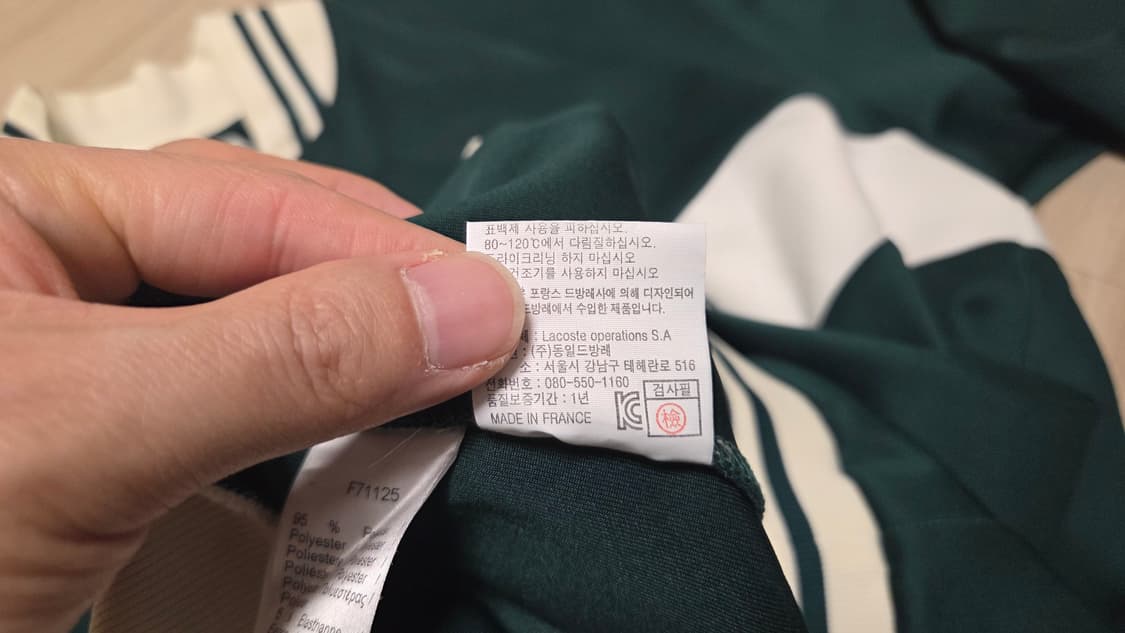 표백제 사용을 피하십시오.
80~120℃에서 다림질하십시오.
드라이크리닝 하지 마십시오
건조기를 사용하지 마십시오
포랑스 드방레사에 의해 디자인되어
드방레에서 수입한 제품입니다.
: Lacoste operations S.A
: (주)동일드방레
소 : 서울시 강남구 테헤란로 516
전화번호 : 080-550-1160
품질보증기간 : 1년
MADE IN FRANCE
검사필
檢
F71125
95 %
Polyester
Poliester
Elasthanne